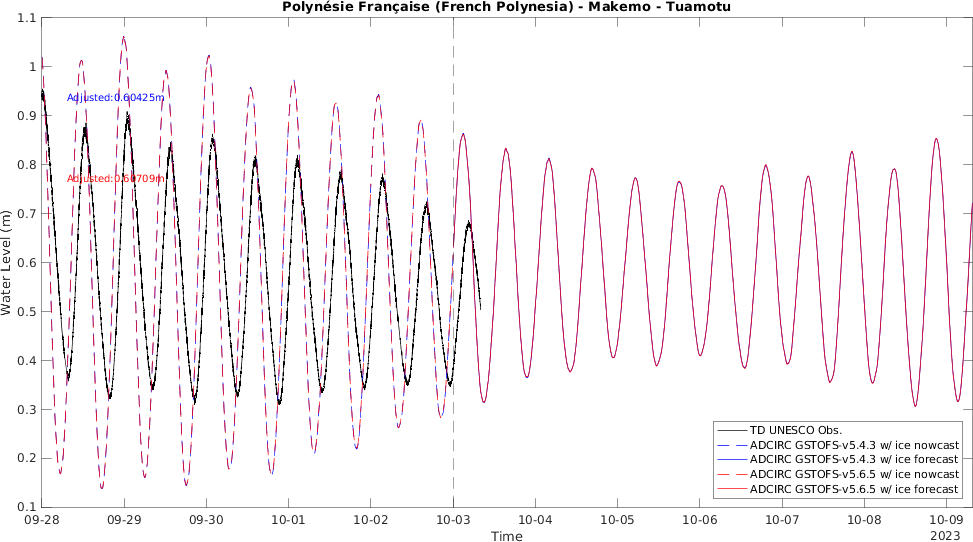 Polynésie Française (French Polynesia) - Makemo - Tuamotu
Water Level (m)
1.1
1
0.9
0.8
0.7
0.6
0.5
0.4
0.3
0.2
0.1
Adjusted:0.60425m
Adjusted:0.60709m
TD UNESCO Obs.
ADCIRC GSTOFS-v5.4.3 w/ ice nowcast
ADCIRC GSTOFS-v5.4.3 w/ ice forecast
ADCIRC GSTOFS-v5.6.5 w/ ice nowcast
ADCIRC GSTOFS-v5.6.5 w/ ice forecast
09-28 09-29 09-30 10-01 10-02 10-03 10-04 10-05 10-06 10-07 10-08 10-09
2023
Time